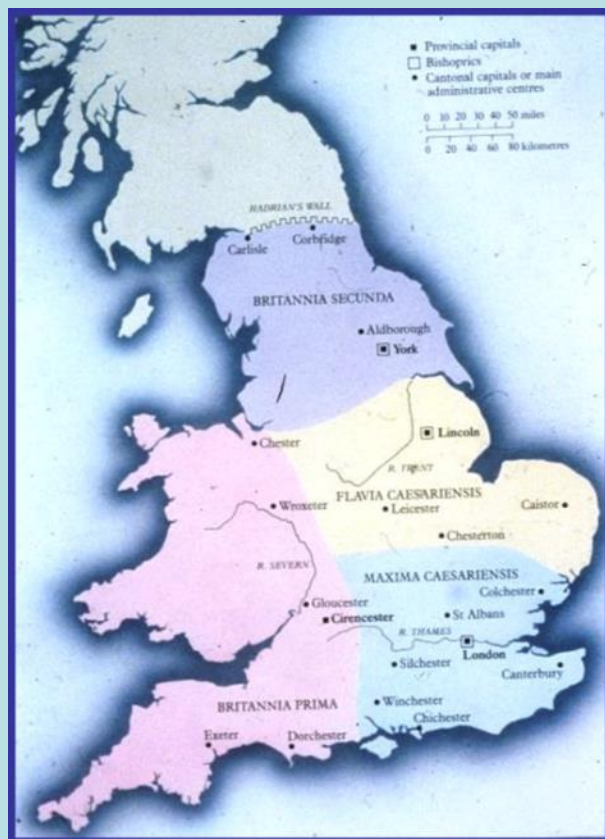 Provincial capitals
Bishoprics
Cantonal capitals or main
administrative centres
0 10 20 30 40 50 miles
0 20 40 60 80 kilometres
HADRIAN'S WALL
Carlisle
Corbridge
BRITANNIA SECUNDA
Aldborough
York
Lincoln
Chester
R. TRENT
FLAVIA CAESARIENSIS
Wroxeter
Leicester
Caistor
Chesterton
R. SEVERN
MAXIMA CAESARIENSIS
Colchester
Gloucester
Cirencester
St Albans
R. THAMES
London
Silchester
Canterbury
BRITANNIA PRIMA
Winchester
Chichester
Exeter
Dorchester